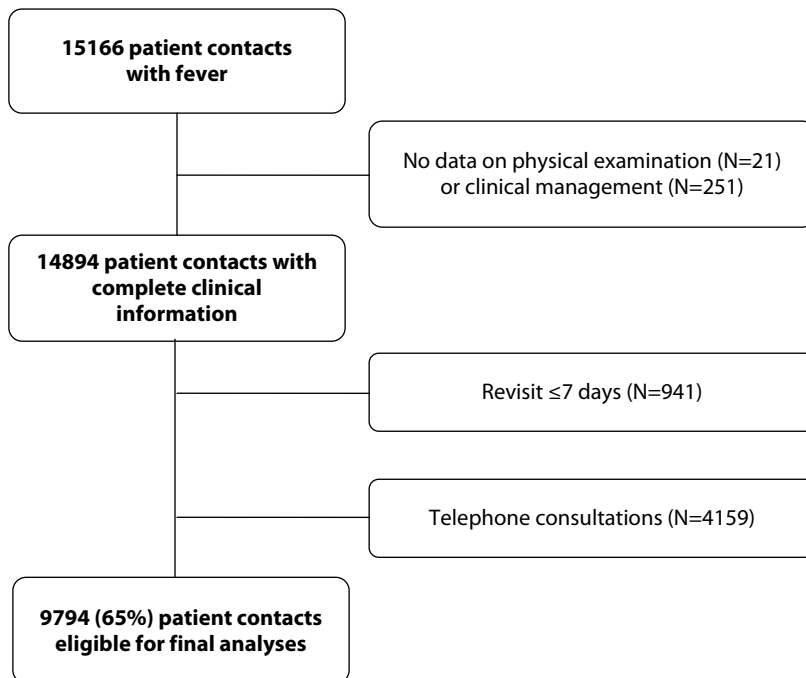 15166 patient contacts
with fever
No data on physical examination (N=21)
or clinical management (N=251)
14894 patient contacts with
complete clinical
information
Revisit ≤7 days (N=941)
Telephone consultations (N=4159)
9794 (65%) patient contacts
eligible for final analyses